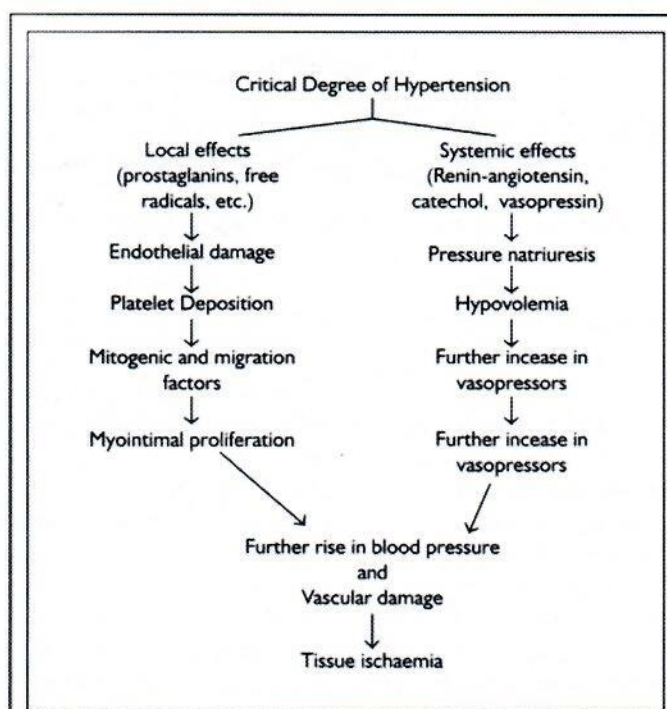 Critical Degree of Hypertension
Local effects
(prostaglanins, free
radicals, etc.)
Endothelial damage
Platelet Deposition
Mitogenic and migration
factors
Myointimal proliferation
Systemic effects
(Renin-angiotensin,
catechol, vasopressin)
Pressure natriuresis
Hypovolemia
Further incease in
vasopressors
Further incease in
vasopressors
Further rise in blood pressure
and
Vascular damage
Tissue ischaemia